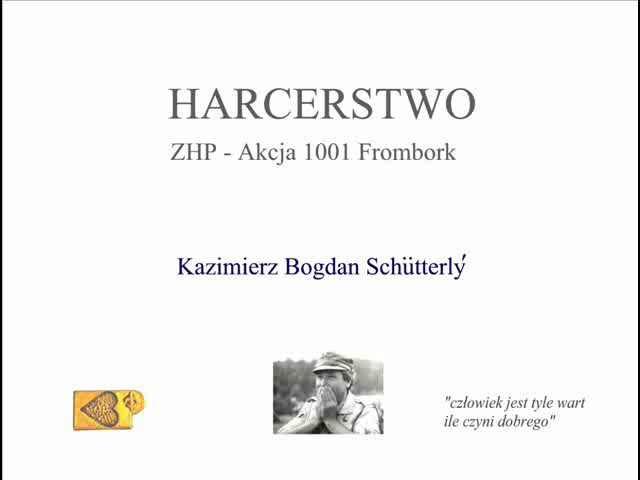 HARCERSTWO
ZHP - Akcja 1001 Frombork
Kazimierz Bogdan Schütterlý
"człowiek jest tyle wart
ile czyni dobrego"